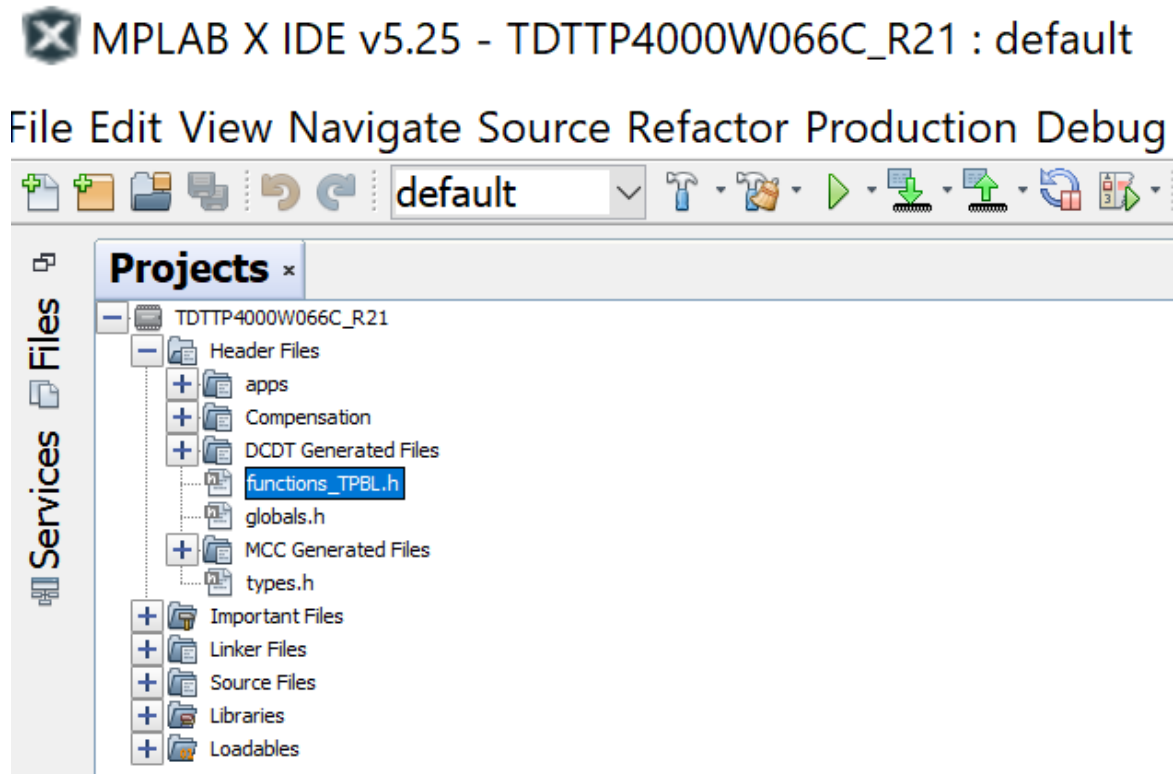 MPLAB X IDE v5.25 - TDTTP4000W066C_R21 : default
File Edit View Navigate Source Refactor Production Debug
default
Projects ×
Files
Services
TDTTP4000W066C_R21
Header Files
apps
Compensation
DCDT Generated Files
functions_TPBL.h
globals.h
MCC Generated Files
types.h
Important Files
Linker Files
Source Files
Libraries
Loadables